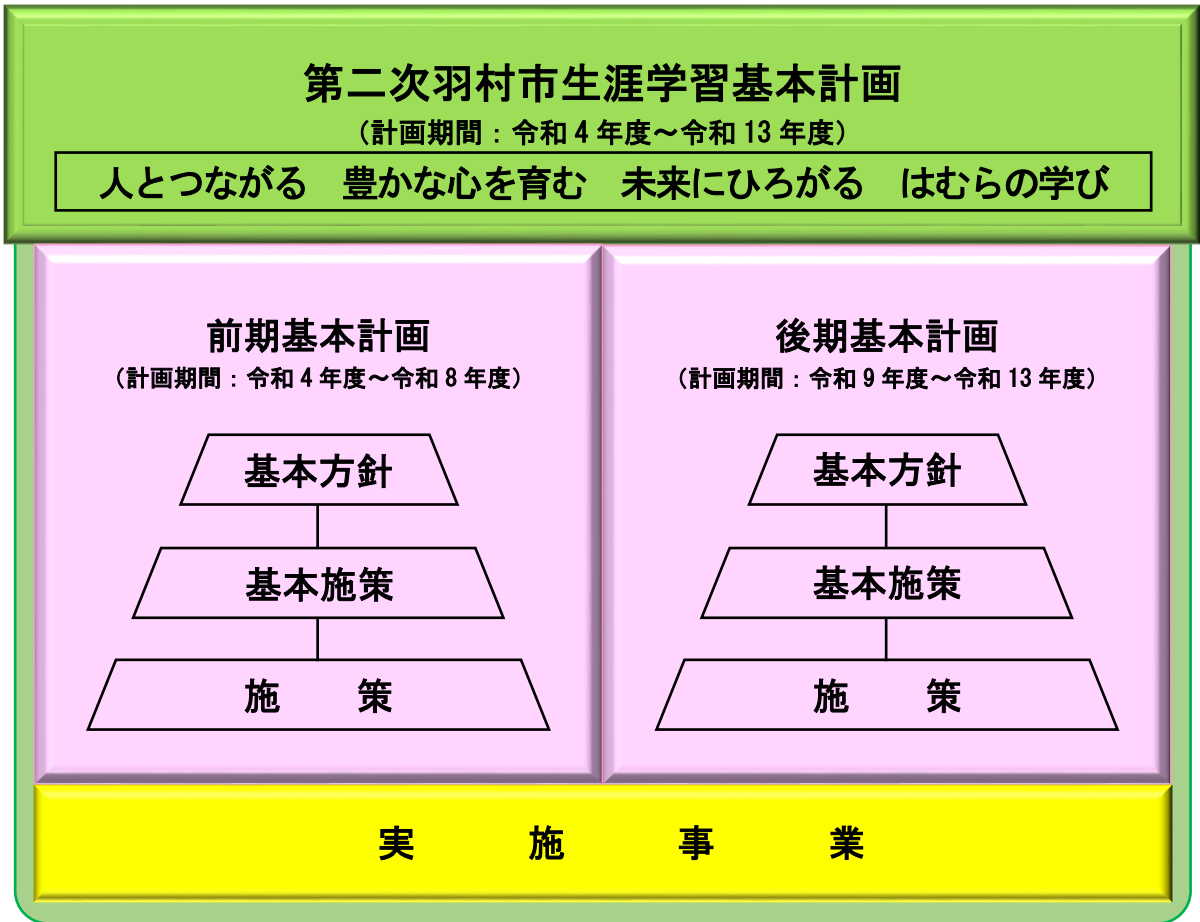 第二次羽村市生涯学習基本計画
（計画期間：令和4年度～令和13年度）
人とつながる　豊かな心を育む　未来にひろがる　はむらの学び
前期基本計画
（計画期間：令和4年度～令和8年度）
基本方針
基本施策
施　策
後期基本計画
（計画期間：令和9年度～令和13年度）
基本方針
基本施策
施　策
実　施　事　業